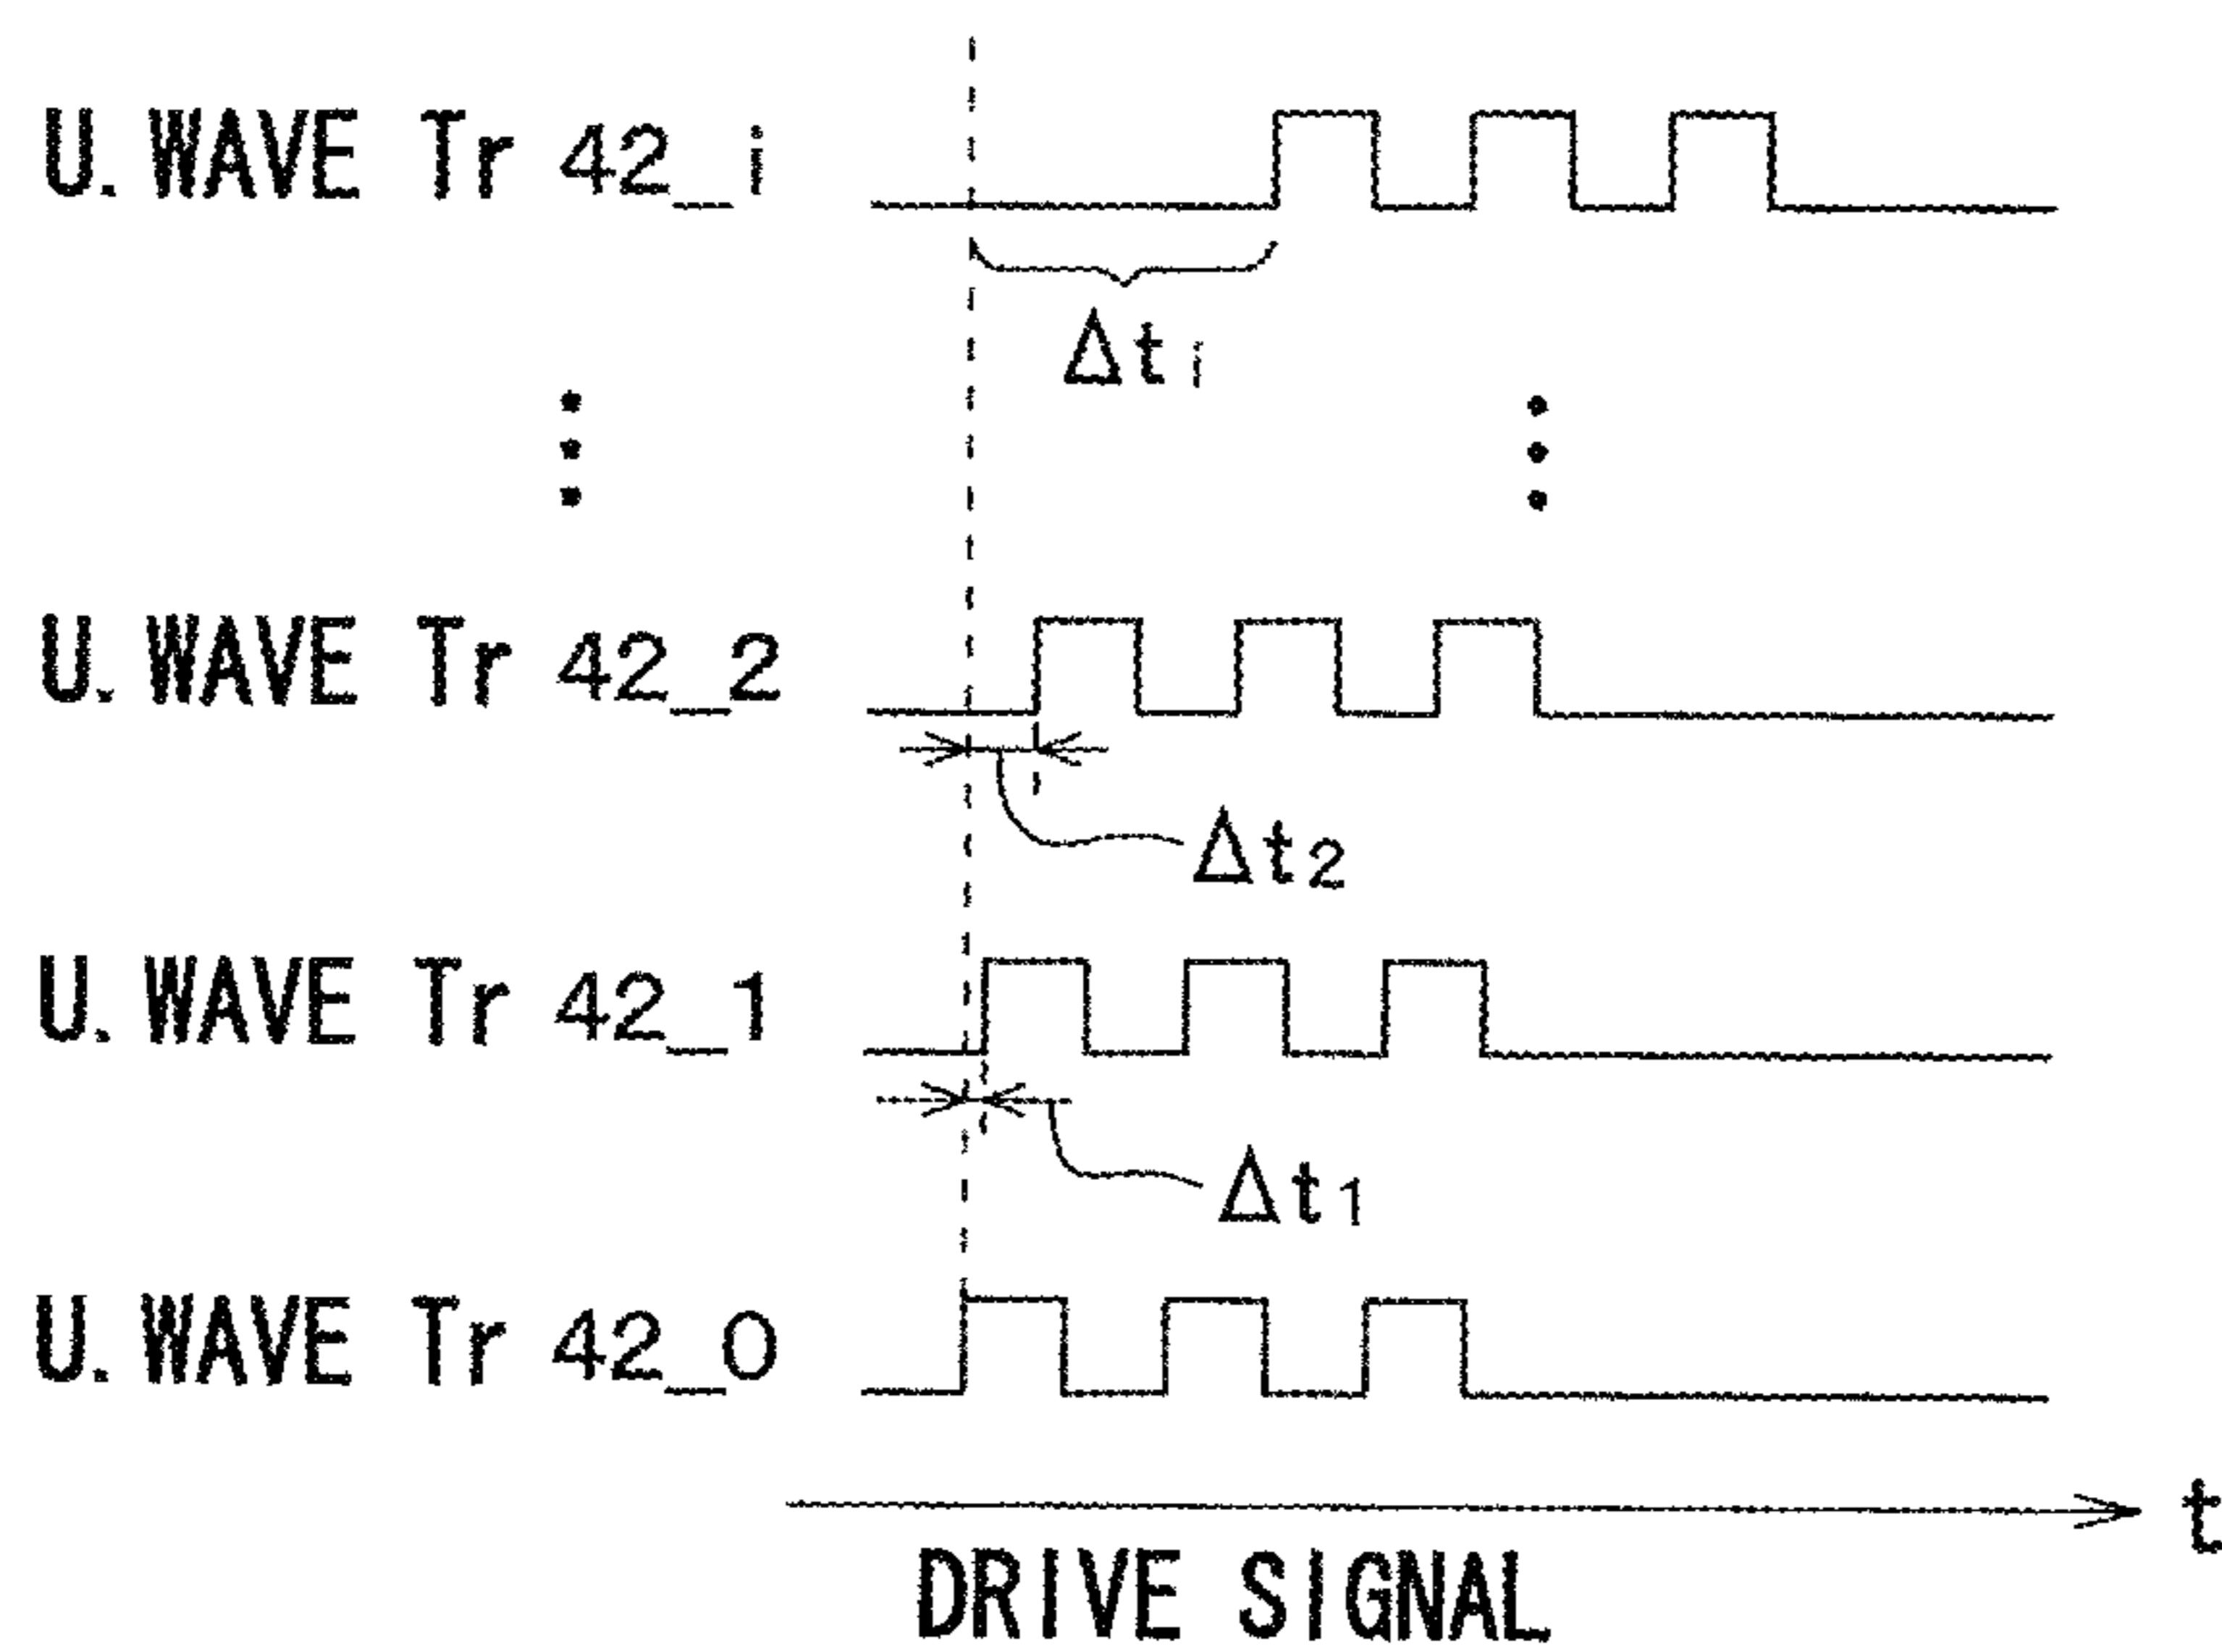 U. WAVE Tr 42_i
Δti
U. WAVE Tr 42_2
Δt2
U. WAVE Tr 42_1
Δt1
U. WAVE Tr 42_0
t
DRIVE SIGNAL